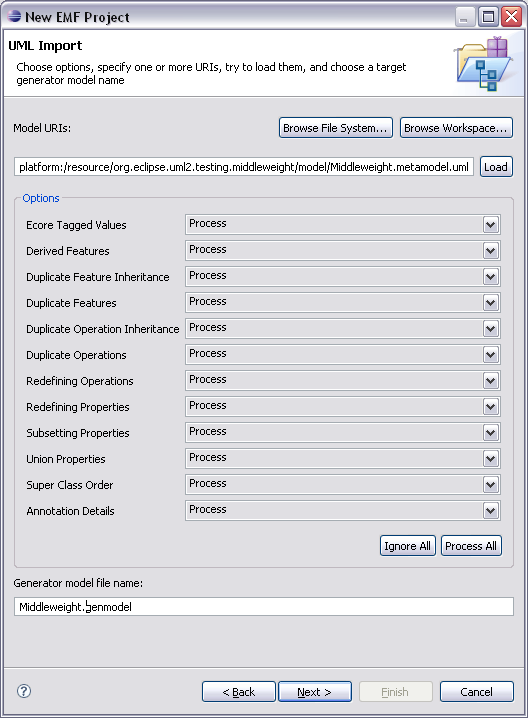 New EMF Project
UML Import
Choose options, specify one or more URIs, try to load them, and choose a target
generator model name
Model URIs:
Browse File System...
Browse Workspace...
platform:/resource/org.eclipse.uml2.testing.middleweight/model/Middleweight.metamodel.uml
Load
Options
Ecore Tagged Values
Process
Derived Features
Process
Duplicate Feature Inheritance
Process
Duplicate Features
Process
Duplicate Operation Inheritance
Process
Duplicate Operations
Process
Redefining Operations
Process
Redefining Properties
Process
Subsetting Properties
Process
Union Properties
Process
Super Class Order
Process
Annotation Details
Process
Ignore All
Process All
Generator model file name:
Middleweight.genmodel
?
< Back
Next >
Finish
Cancel